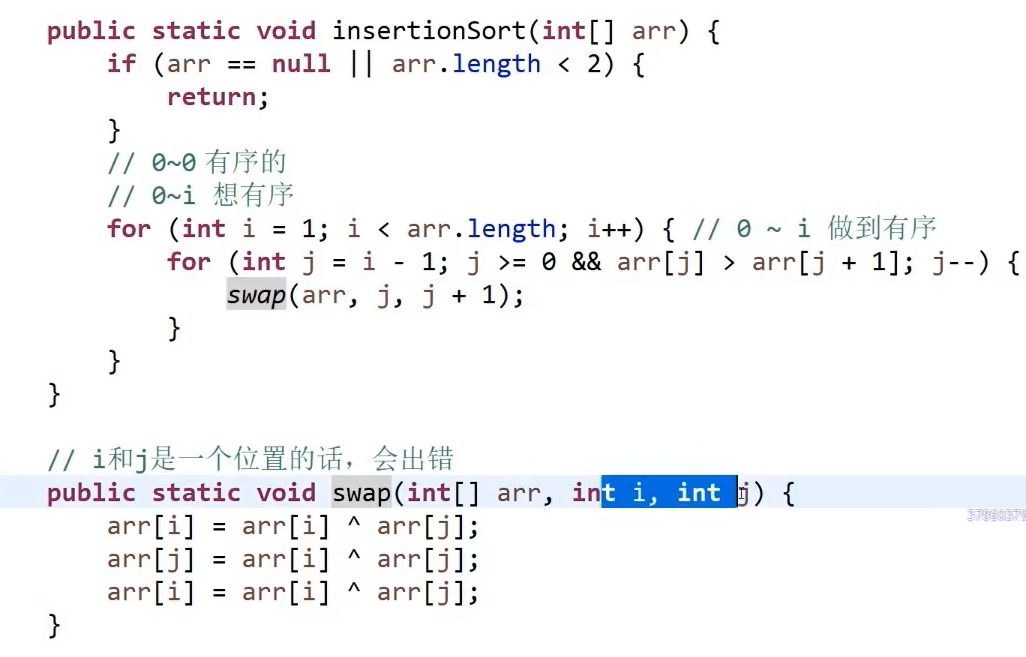 public static void insertionSort(int[] arr) {
if (arr == null || arr.length < 2) {
return;
}
// 0~0 有序的
// 0~i 想有序
for (int i = 1; i < arr.length; i++) { // 0 ~ i 做到有序
for (int j = i - 1; j >= 0 && arr[j] > arr[j + 1]; j--) {
swap(arr, j, j + 1);
}
}
}
// i和j是一个位置的话，会出错
public static void swap(int[] arr, int i, int j) {
arr[i] = arr[i] ^ arr[j];
arr[j] = arr[i] ^ arr[j];
arr[i] = arr[i] ^ arr[j];
}